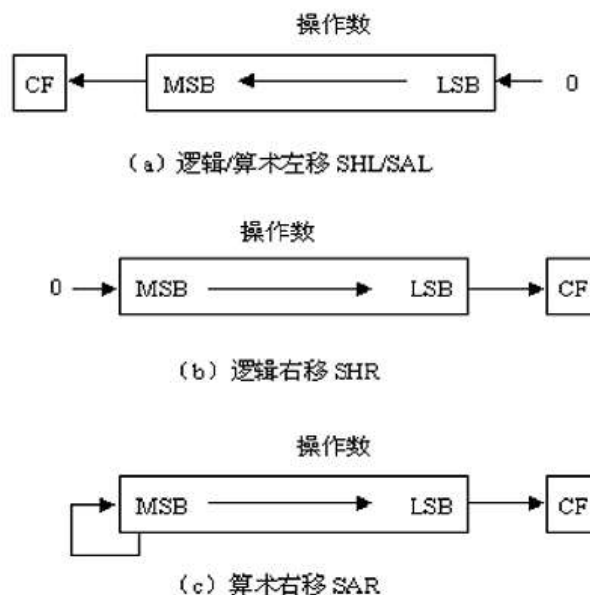 操作数
CF MSB LSB 0
（a）逻辑/算术左移 SHL/SAL
操作数
0 MSB LSB CF
（b）逻辑右移 SHR
操作数
MSB LSB CF
（c）算术右移 SAR